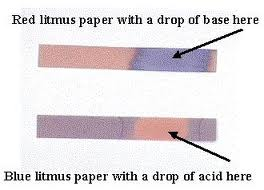 Red litmus paper with a drop of base here
Blue litmus paper with a drop of acid here